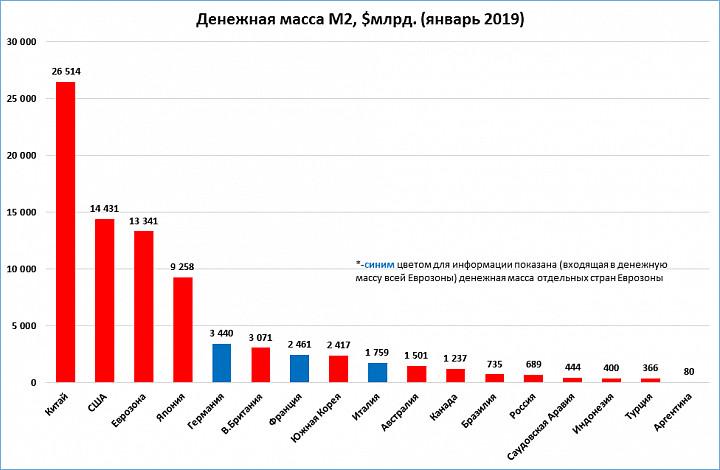 Денежная масса М2, $млрд. (январь 2019)
30 000
25 000
20 000
15 000
10 000
5 000
0
26 514
14 431
13 341
9 258
3 440
3 071
2 461
2 417
1 759
1 501
1 237
735
689
444
400
366
80
*-синим цветом для информации показана (входящая в денежную
массу всей Еврозоны) денежная масса отдельных стран Еврозоны
Китай
США
Еврозона
Япония
Германия
В.Британия
Франция
Южная Корея
Италия
Австралия
Канада
Бразилия
Россия
Саудовская Аравия
Индонезия
Турция
Аргентина